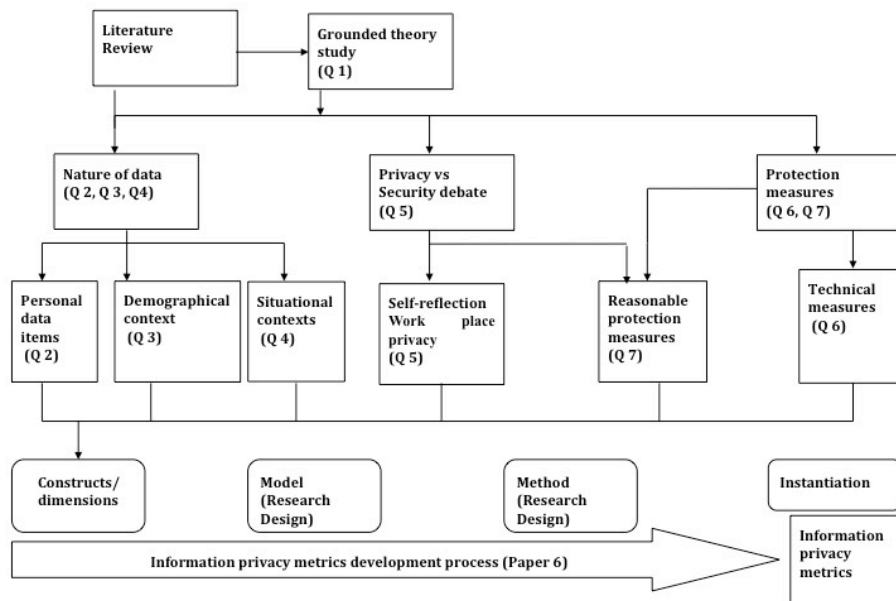 Literature
Review
Grounded theory
study
(Q 1)
Nature of data
(Q 2, Q 3, Q4)
Privacy vs
Security debate
(Q 5)
Protection
measures
(Q 6, Q 7)
Personal
data
items
(Q 2)
Demographical
context
(Q 3)
Situational
contexts
(Q 4)
Self-reflection
Work place
privacy
(Q 5)
Reasonable
protection
measures
(Q 7)
Technical
measures
(Q 6)
Constructs/
dimensions
Model
(Research
Design)
Method
(Research
Design)
Instantiation
Information privacy metrics development process (Paper 6)
Information
privacy
metrics